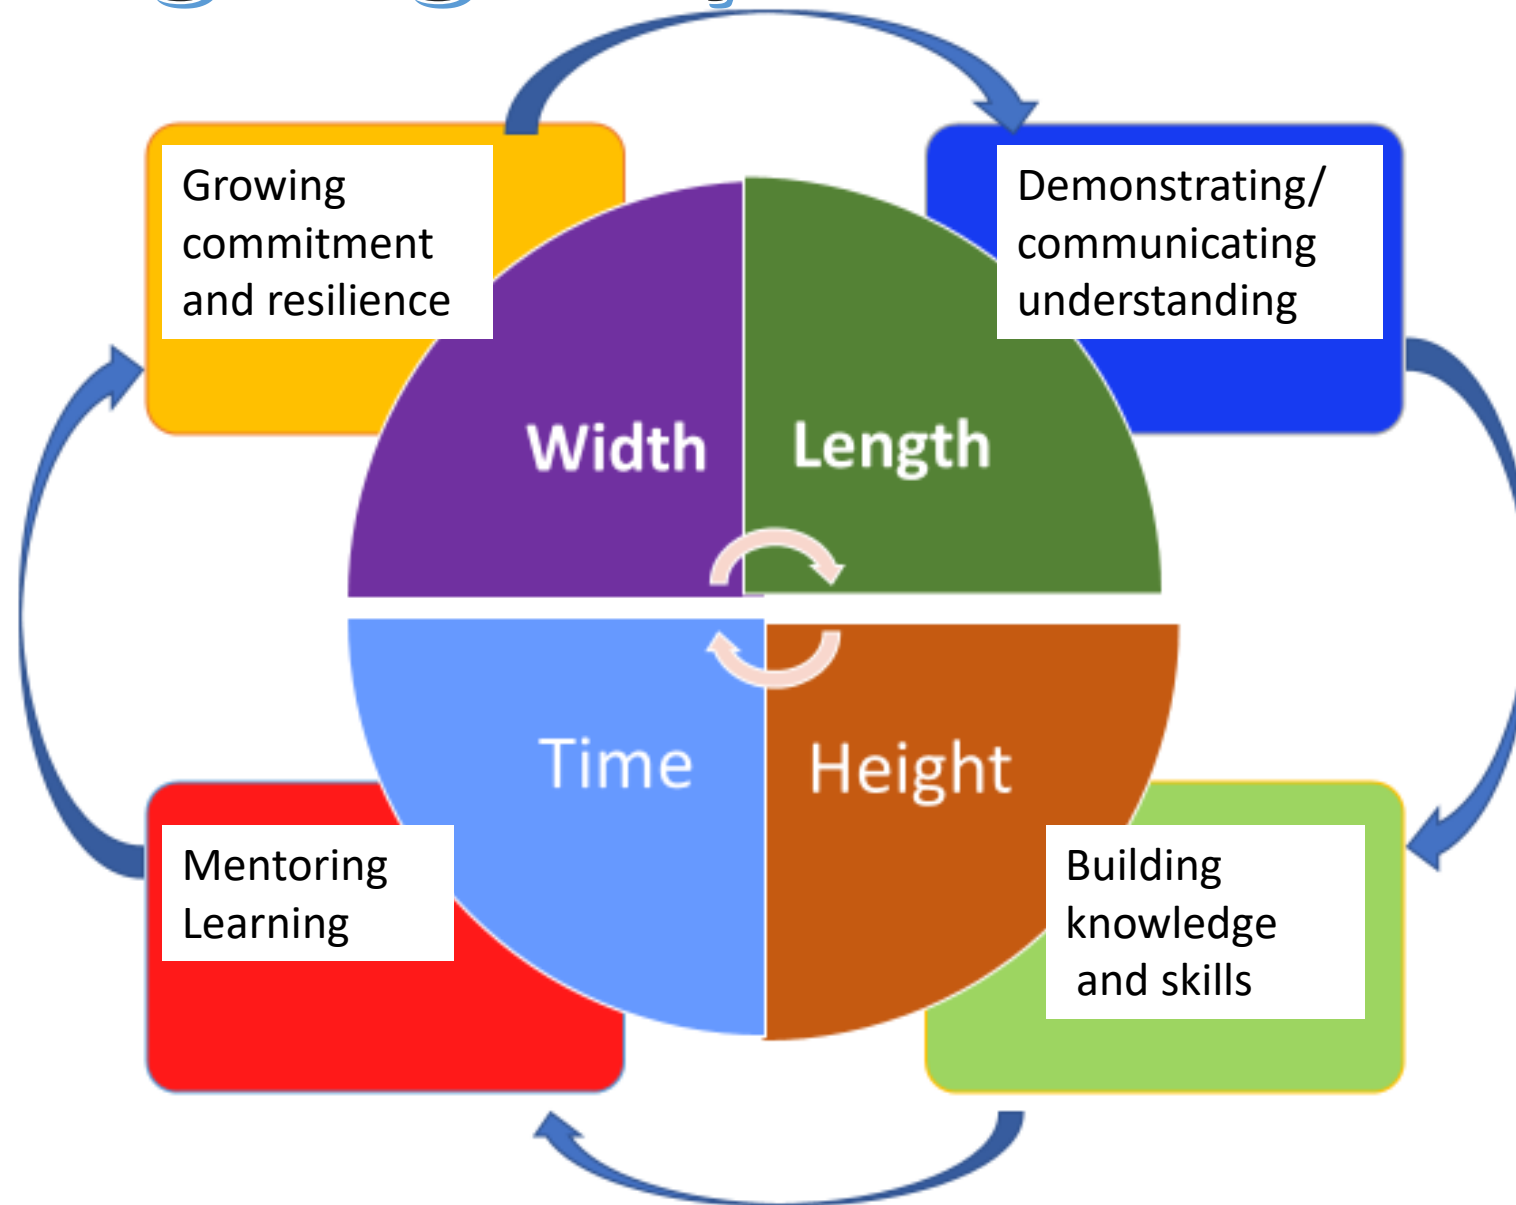 Growing
commitment
and resilience
Demonstrating/
communicating
understanding
Width
Length
Time
Height
Mentoring
Learning
Building
knowledge
and skills